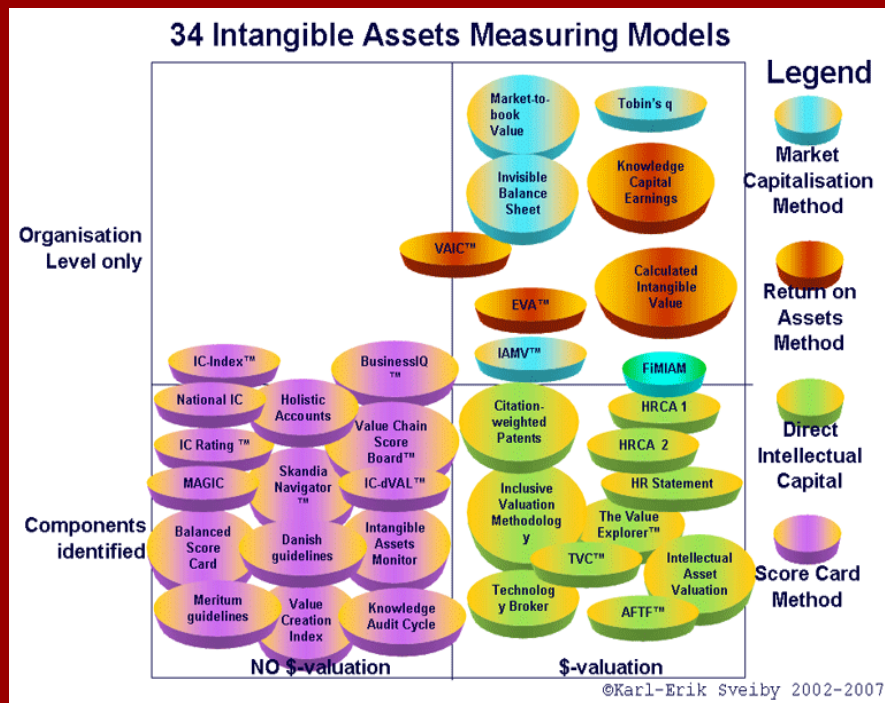 34 Intangible Assets Measuring Models
Legend
Market
Capitalisation
Method
Return on
Assets
Method
Direct
Intellectual
Capital
Score Card
Method
Organisation
Level only
Components
identified
Market-to-
book
Value
Tobin's q
Invisible
Balance
Sheet
Knowledge
Capital
Earnings
VAIC™
Calculated
Intangible
Value
EVA™
IAMV™
FiMIAM
IC-Index™
BusinessIQ
™
National IC
Holistic
Accounts
IC Rating ™
Value Chain
Score
Board™
MAGIC
Skandia
Navigator
™
IC-dVAL™
Balanced
Score
Card
Danish
guidelines
Intangible
Assets
Monitor
Meritum
guidelines
Value
Creation
Index
Knowledge
Audit Cycle
Citation-
weighted
Patents
HRCA 1
HRCA 2
HR Statement
Inclusive
Valuation
Methodolog
y
The Value
Explorer™
TVC™
Intellectual
Asset
Valuation
Technolog
y Broker
AFTF™
NO $-valuation
$-valuation
©Karl-Erik Sveiby 2002-2007